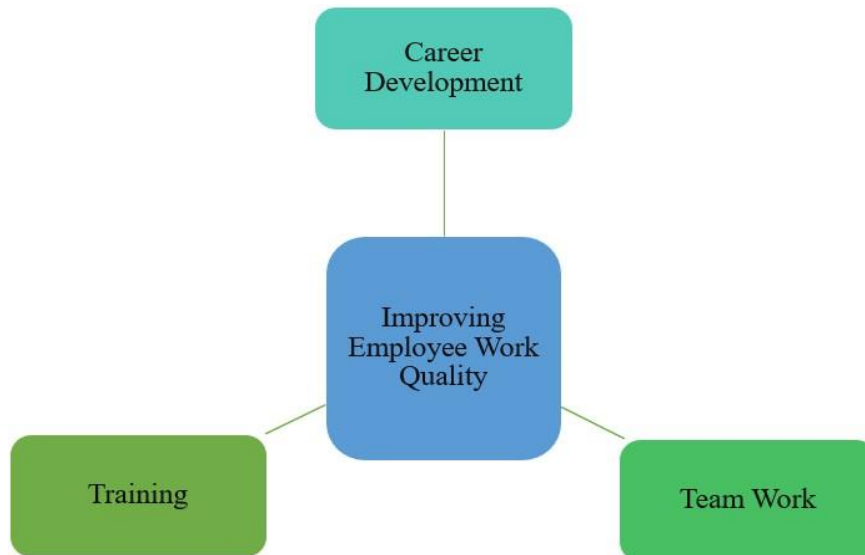 Career
Development
Improving
Employee Work
Quality
Training
Team Work